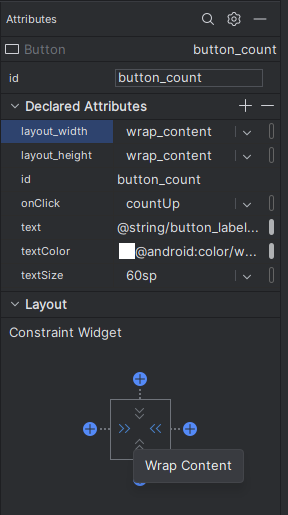 Attributes
Button button_count
id button_count
Declared Attributes
layout_width wrap_content
layout_height wrap_content
id button_count
onClick countUp
text @string/button_label...
textColor @android:color/w...
textSize 60sp
Layout
Constraint Widget
Wrap Content